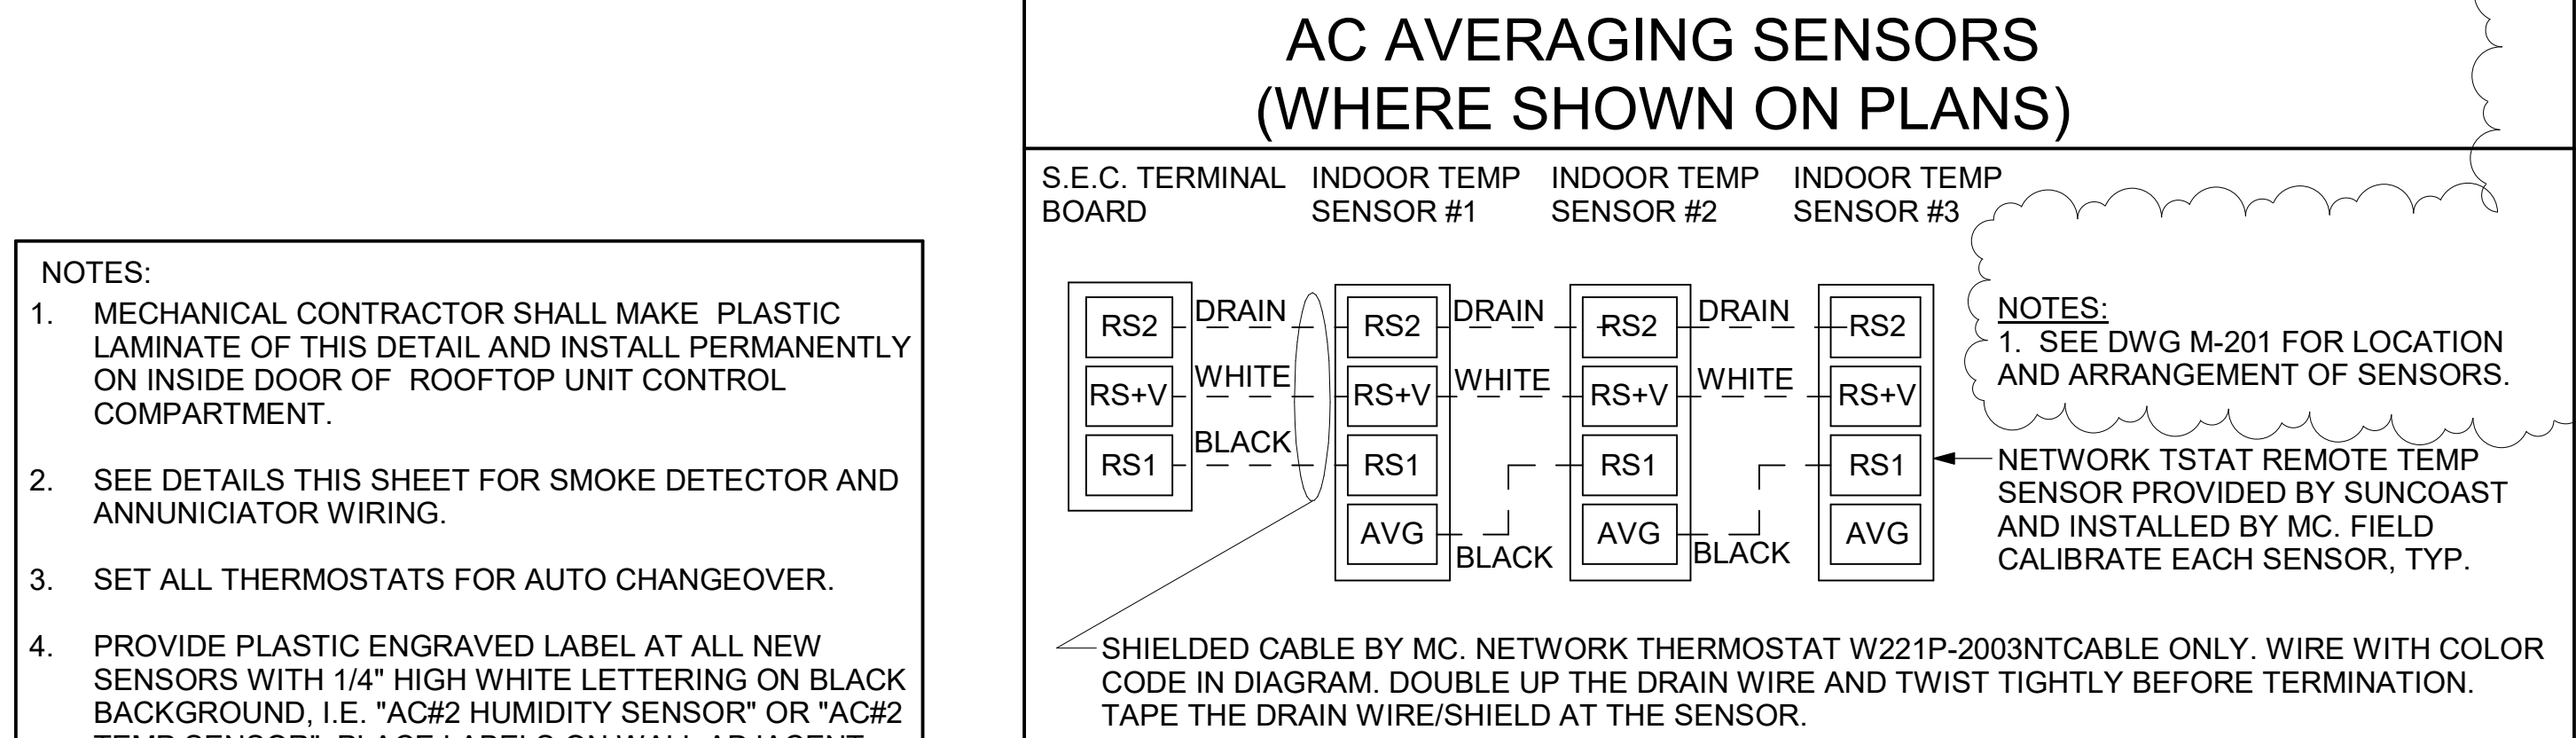 AC AVERAGING SENSORS
(WHERE SHOWN ON PLANS)
S.E.C. TERMINAL
BOARD
INDOOR TEMP
SENSOR #1
INDOOR TEMP
SENSOR #2
INDOOR TEMP
SENSOR #3
RS2
RS+V
RS1
DRAIN
WHITE
BLACK
RS2
RS+V
RS1
AVG
DRAIN
WHITE
BLACK
RS2
RS+V
RS1
AVG
DRAIN
WHITE
BLACK
RS2
RS+V
RS1
AVG
NOTES:
1. SEE DWG M-201 FOR LOCATION
AND ARRANGEMENT OF SENSORS.
NETWORK TSTAT REMOTE TEMP
SENSOR PROVIDED BY SUNCOAST
AND INSTALLED BY MC. FIELD
CALIBRATE EACH SENSOR, TYP.
SHIELDED CABLE BY MC. NETWORK THERMOSTAT W221P-2003NTCABLE ONLY. WIRE WITH COLOR
CODE IN DIAGRAM. DOUBLE UP THE DRAIN WIRE AND TWIST TIGHTLY BEFORE TERMINATION.
TAPE THE DRAIN WIRE/SHIELD AT THE SENSOR.
NOTES:
1. MECHANICAL CONTRACTOR SHALL MAKE PLASTIC
LAMINATE OF THIS DETAIL AND INSTALL PERMANENTLY
ON INSIDE DOOR OF ROOFTOP UNIT CONTROL
COMPARTMENT.
2. SEE DETAILS THIS SHEET FOR SMOKE DETECTOR AND
ANNUNICIATOR WIRING.
3. SET ALL THERMOSTATS FOR AUTO CHANGEOVER.
4. PROVIDE PLASTIC ENGRAVED LABEL AT ALL NEW
SENSORS WITH 1/4" HIGH WHITE LETTERING ON BLACK
BACKGROUND, I.E. "AC#2 HUMIDITY SENSOR" OR "AC#2
TEMP SENSOR". PLACE LABELS ON WALL ADJACENT